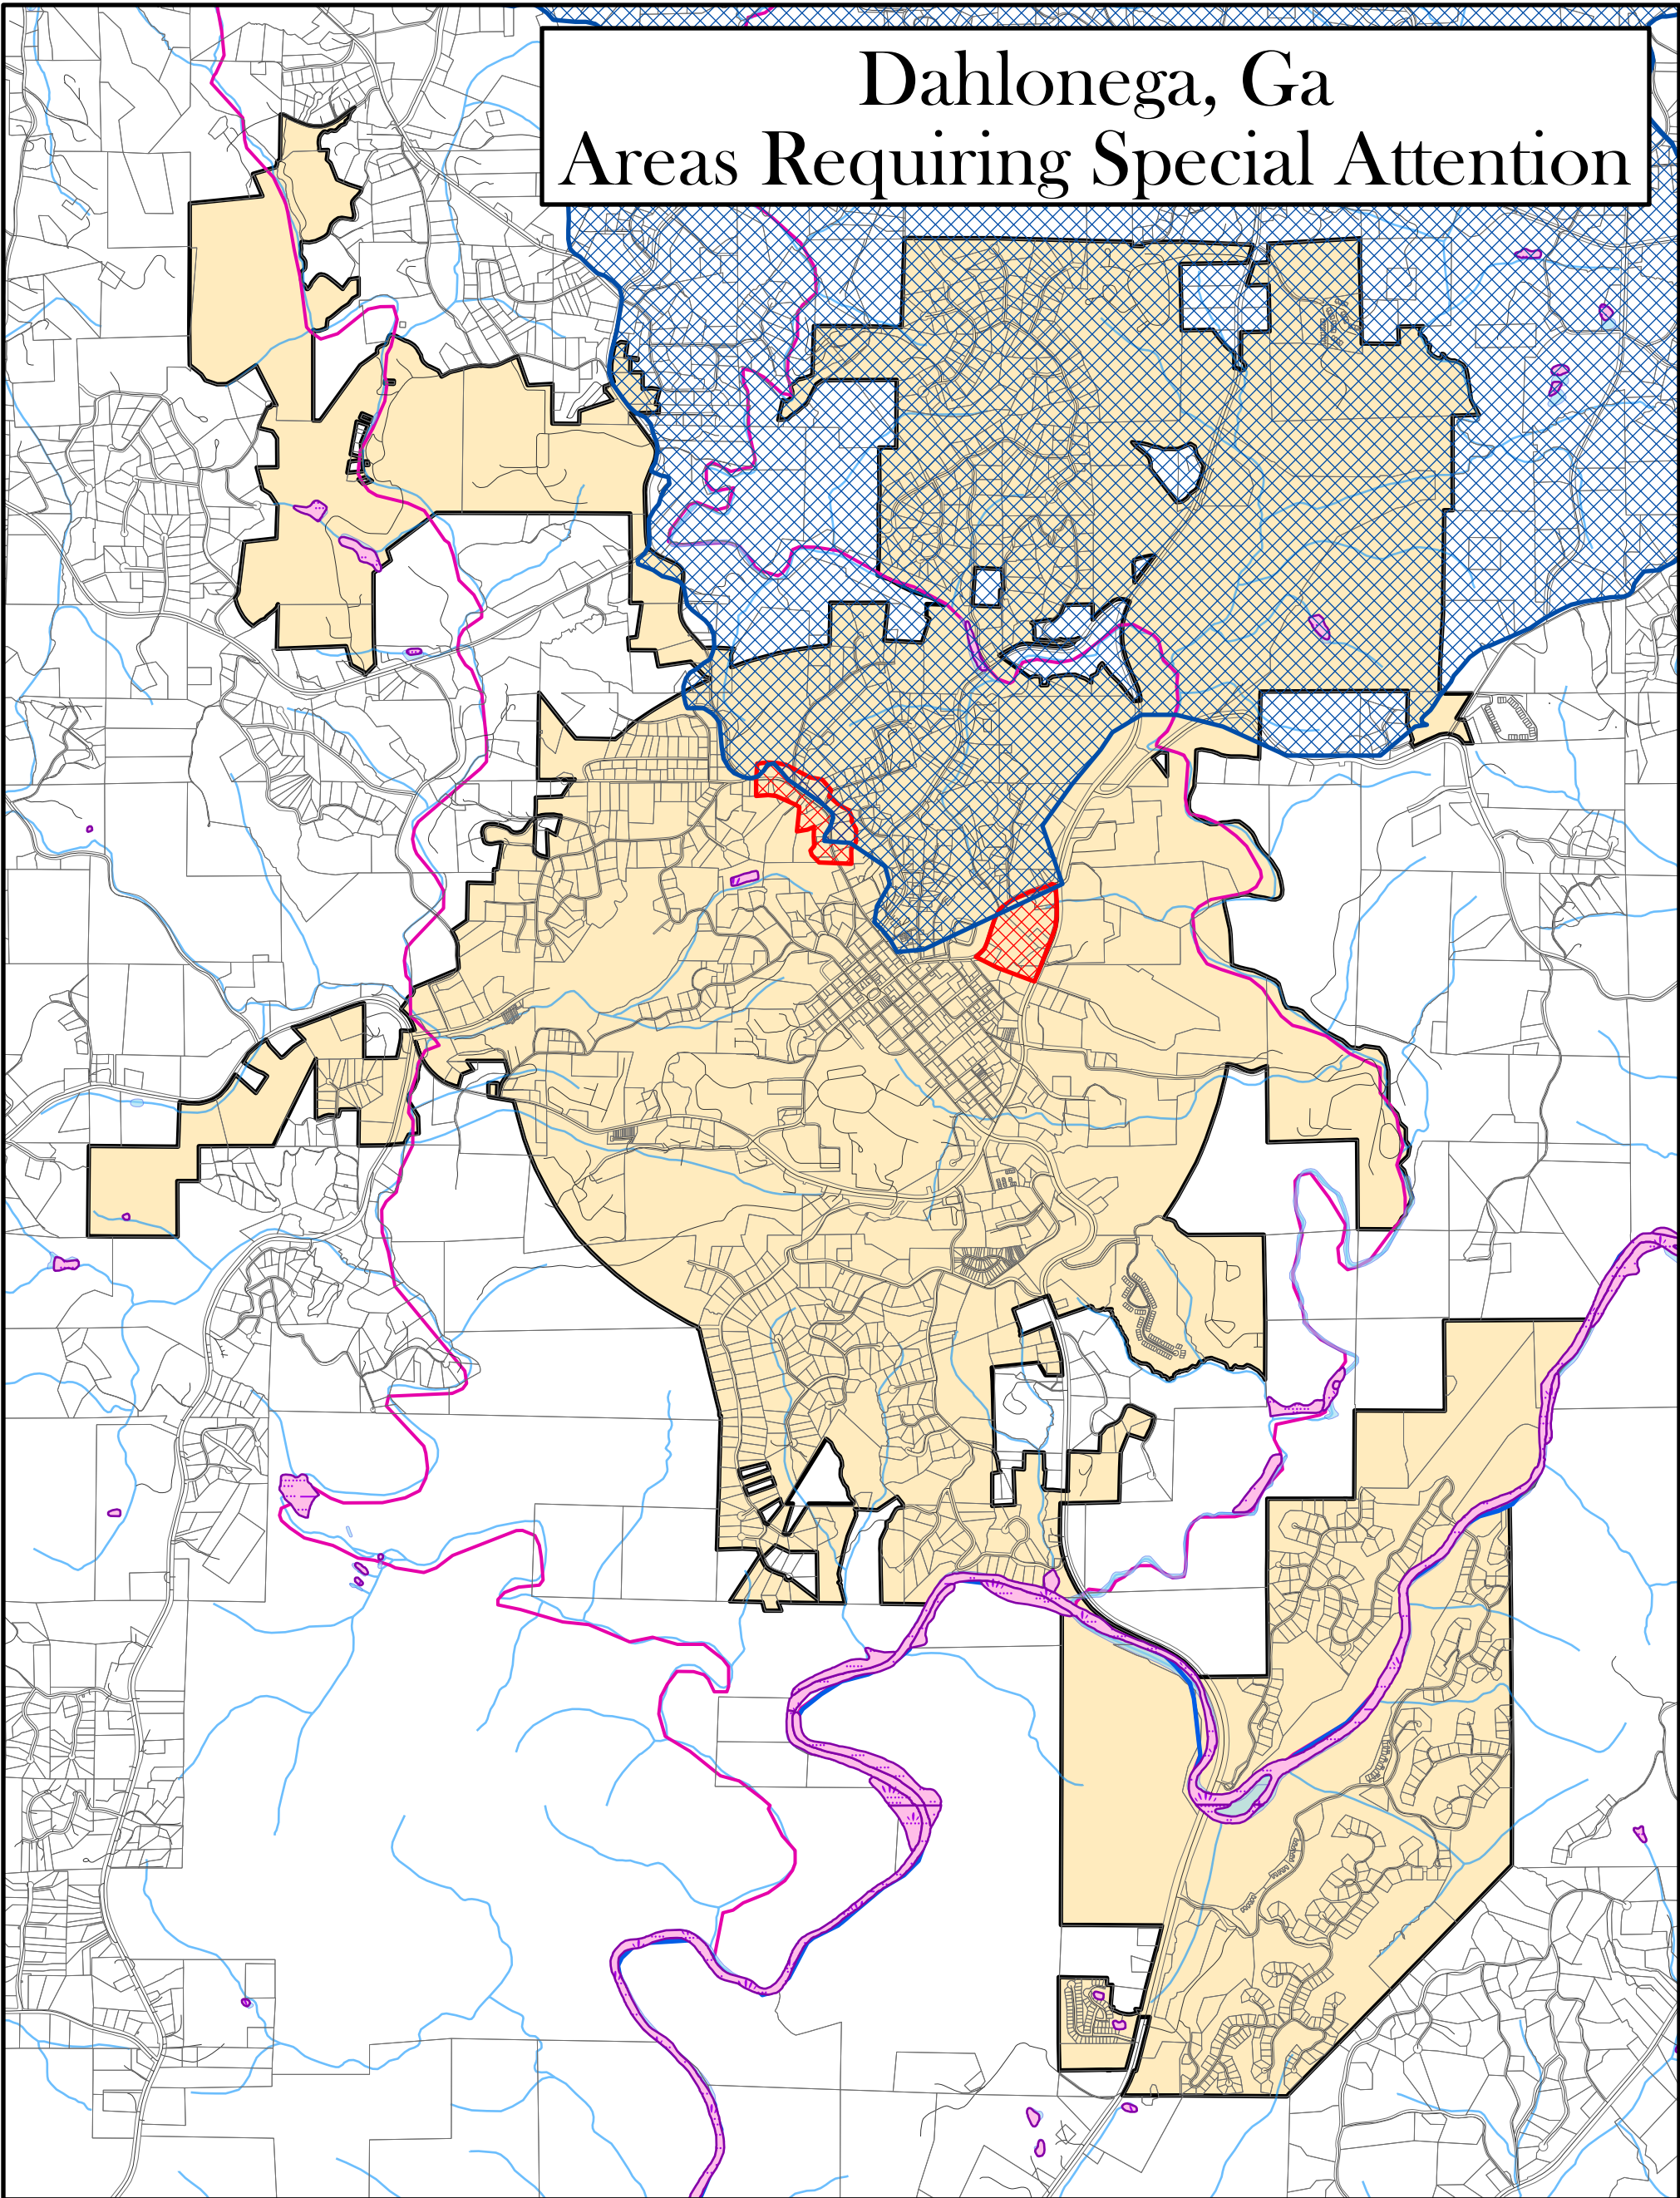 Dahlonega, Ga
Areas Requiring Special Attention